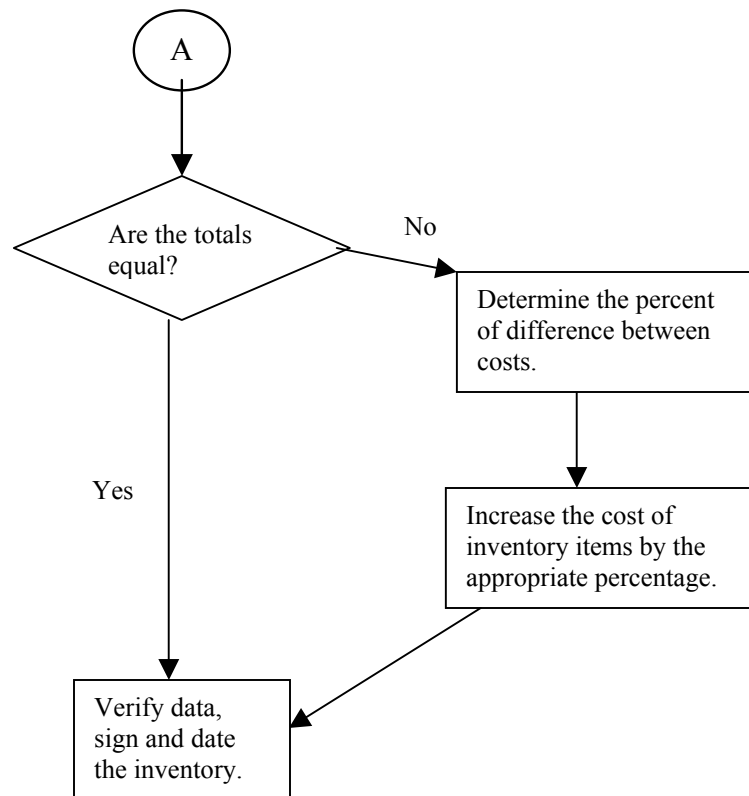 A
Are the totals
equal?
No
Determine the percent
of difference between
costs.
Yes
Increase the cost of
inventory items by the
appropriate percentage.
Verify data,
sign and date
the inventory.